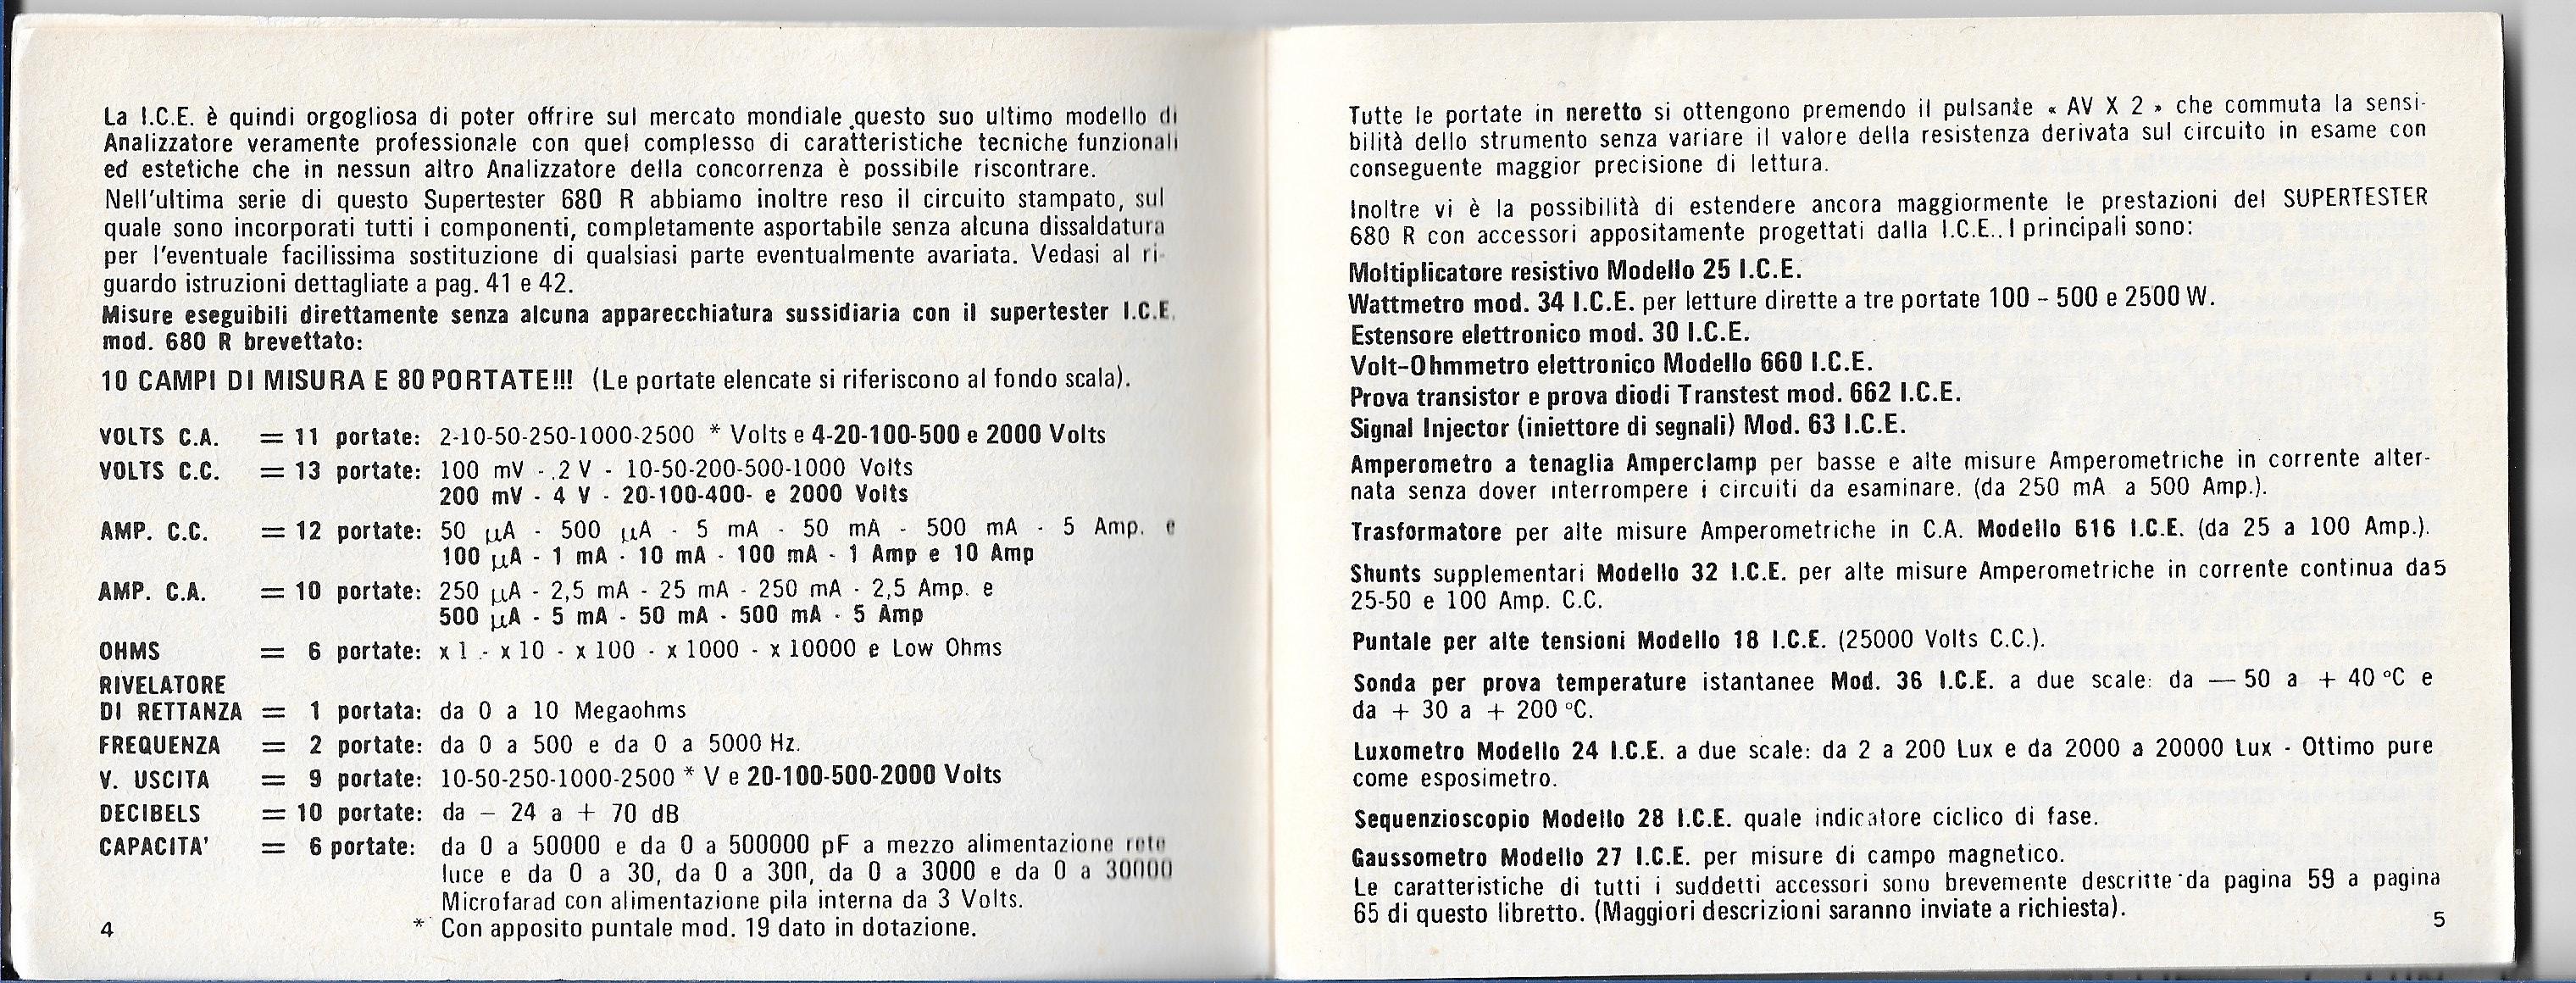 La I.C.E. è quindi orgogliosa di poter offrire sul mercato mondiale questo suo ultimo modello di
Analizzatore veramente professionale con quel complesso di caratteristiche tecniche funzionali
ed estetiche che in nessun altro Analizzatore della concorrenza è possibile riscontrare.
Nell'ultima serie di questo Supertester 680 R abbiamo inoltre reso il circuito stampato, sul
quale sono incorporati tutti i componenti, completamente asportabile senza alcuna dissaldatura
per l'eventuale facilissima sostituzione di qualsiasi parte eventualmente avariata. Vedasi al ri-
guardo istruzioni dettagliate a pag. 41 e 42.
Misure eseguibili direttamente senza alcuna apparecchiatura sussidiaria con il supertester I.C.E.
mod. 680 R brevettato:
10 CAMPI DI MISURA E 80 PORTATE!!! (Le portate elencate si riferiscono al fondo scala).
VOLTS C.A. = 11 portate: 2-10-50-250-1000-2500 * Volts e 4-20-100-500 e 2000 Volts
VOLTS C.C. = 13 portate: 100 mV - 2 V - 10-50-200-500-1000 Volts
200 mV - 4 V - 20-100-400- e 2000 Volts
AMP. C.C. = 12 portate: 50 µA - 500 µA - 5 mA - 50 mA - 500 mA - 5 Amp. e
100 µA - 1 mA - 10 mA - 100 mA - 1 Amp e 10 Amp
AMP. C.A. = 10 portate: 250 µA - 2,5 mA - 25 mA - 250 mA - 2,5 Amp. e
500 µA - 5 mA - 50 mA - 500 mA - 5 Amp
OHMS = 6 portate: x 1 - x 10 - x 100 - x 1000 - x 10000 e Low Ohms
RIVELATORE
DI RETTANZA = 1 portata: da 0 a 10 Megaohms
FREQUENZA = 2 portate: da 0 a 500 e da 0 a 5000 Hz.
V. USCITA = 9 portate: 10-50-250-1000-2500 * V e 20-100-500-2000 Volts
DECIBELS = 10 portate: da – 24 a + 70 dB
CAPACITA' = 6 portate: da 0 a 50000 e da 0 a 500000 pF a mezzo alimentazione rete
luce e da 0 a 30, da 0 a 300, da 0 a 3000 e da 0 a 30000
Microfarad con alimentazione pila interna da 3 Volts.
* Con apposito puntale mod. 19 dato in dotazione.
4
Tutte le portate in neretto si ottengono premendo il pulsante « AV X 2 » che commuta la sensi-
bilità dello strumento senza variare il valore della resistenza derivata sul circuito in esame con
conseguente maggior precisione di lettura.
Inoltre vi è la possibilità di estendere ancora maggiormente le prestazioni del SUPERTESTER
680 R con accessori appositamente progettati dalla I.C.E.. I principali sono:
Moltiplicatore resistivo Modello 25 I.C.E.
Wattmetro mod. 34 I.C.E. per letture dirette a tre portate 100 - 500 e 2500 W.
Estensore elettronico mod. 30 I.C.E.
Volt-Ohmmetro elettronico Modello 660 I.C.E.
Prova transistor e prova diodi Transtest mod. 662 I.C.E.
Signal Injector (iniettore di segnali) Mod. 63 I.C.E.
Amperometro a tenaglia Amperclamp per basse e alte misure Amperometriche in corrente alter-
nata senza dover interrompere i circuiti da esaminare. (da 250 mA a 500 Amp.).
Trasformatore per alte misure Amperometriche in C.A. Modello 616 I.C.E. (da 25 a 100 Amp.).
Shunts supplementari Modello 32 I.C.E. per alte misure Amperometriche in corrente continua da5
25-50 e 100 Amp. C.C.
Puntale per alte tensioni Modello 18 I.C.E. (25000 Volts C.C.).
Sonda per prova temperature istantanee Mod. 36 I.C.E. a due scale: da — 50 a + 40 °C e
da + 30 a + 200 °C.
Luxometro Modello 24 I.C.E. a due scale: da 2 a 200 Lux e da 2000 a 20000 Lux - Ottimo pure
come esposimetro.
Sequenzioscopio Modello 28 I.C.E. quale indicatore ciclico di fase.
Gaussometro Modello 27 I.C.E. per misure di campo magnetico.
Le caratteristiche di tutti i suddetti accessori sono brevemente descritte da pagina 59 a pagina
65 di questo libretto. (Maggiori descrizioni saranno inviate a richiesta).
5